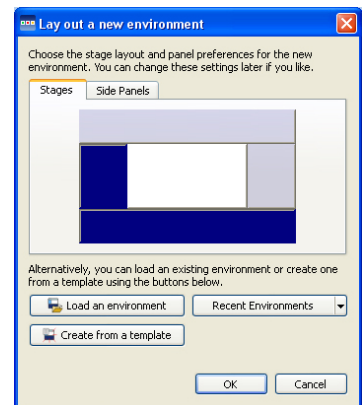 Lay out a new environment
Choose the stage layout and panel preferences for the new
environment. You can change these settings later if you like.
Stages Side Panels
Alternatively, you can load an existing environment or create one
from a template using the buttons below.
Load an environment Recent Environments
Create from a template
OK Cancel